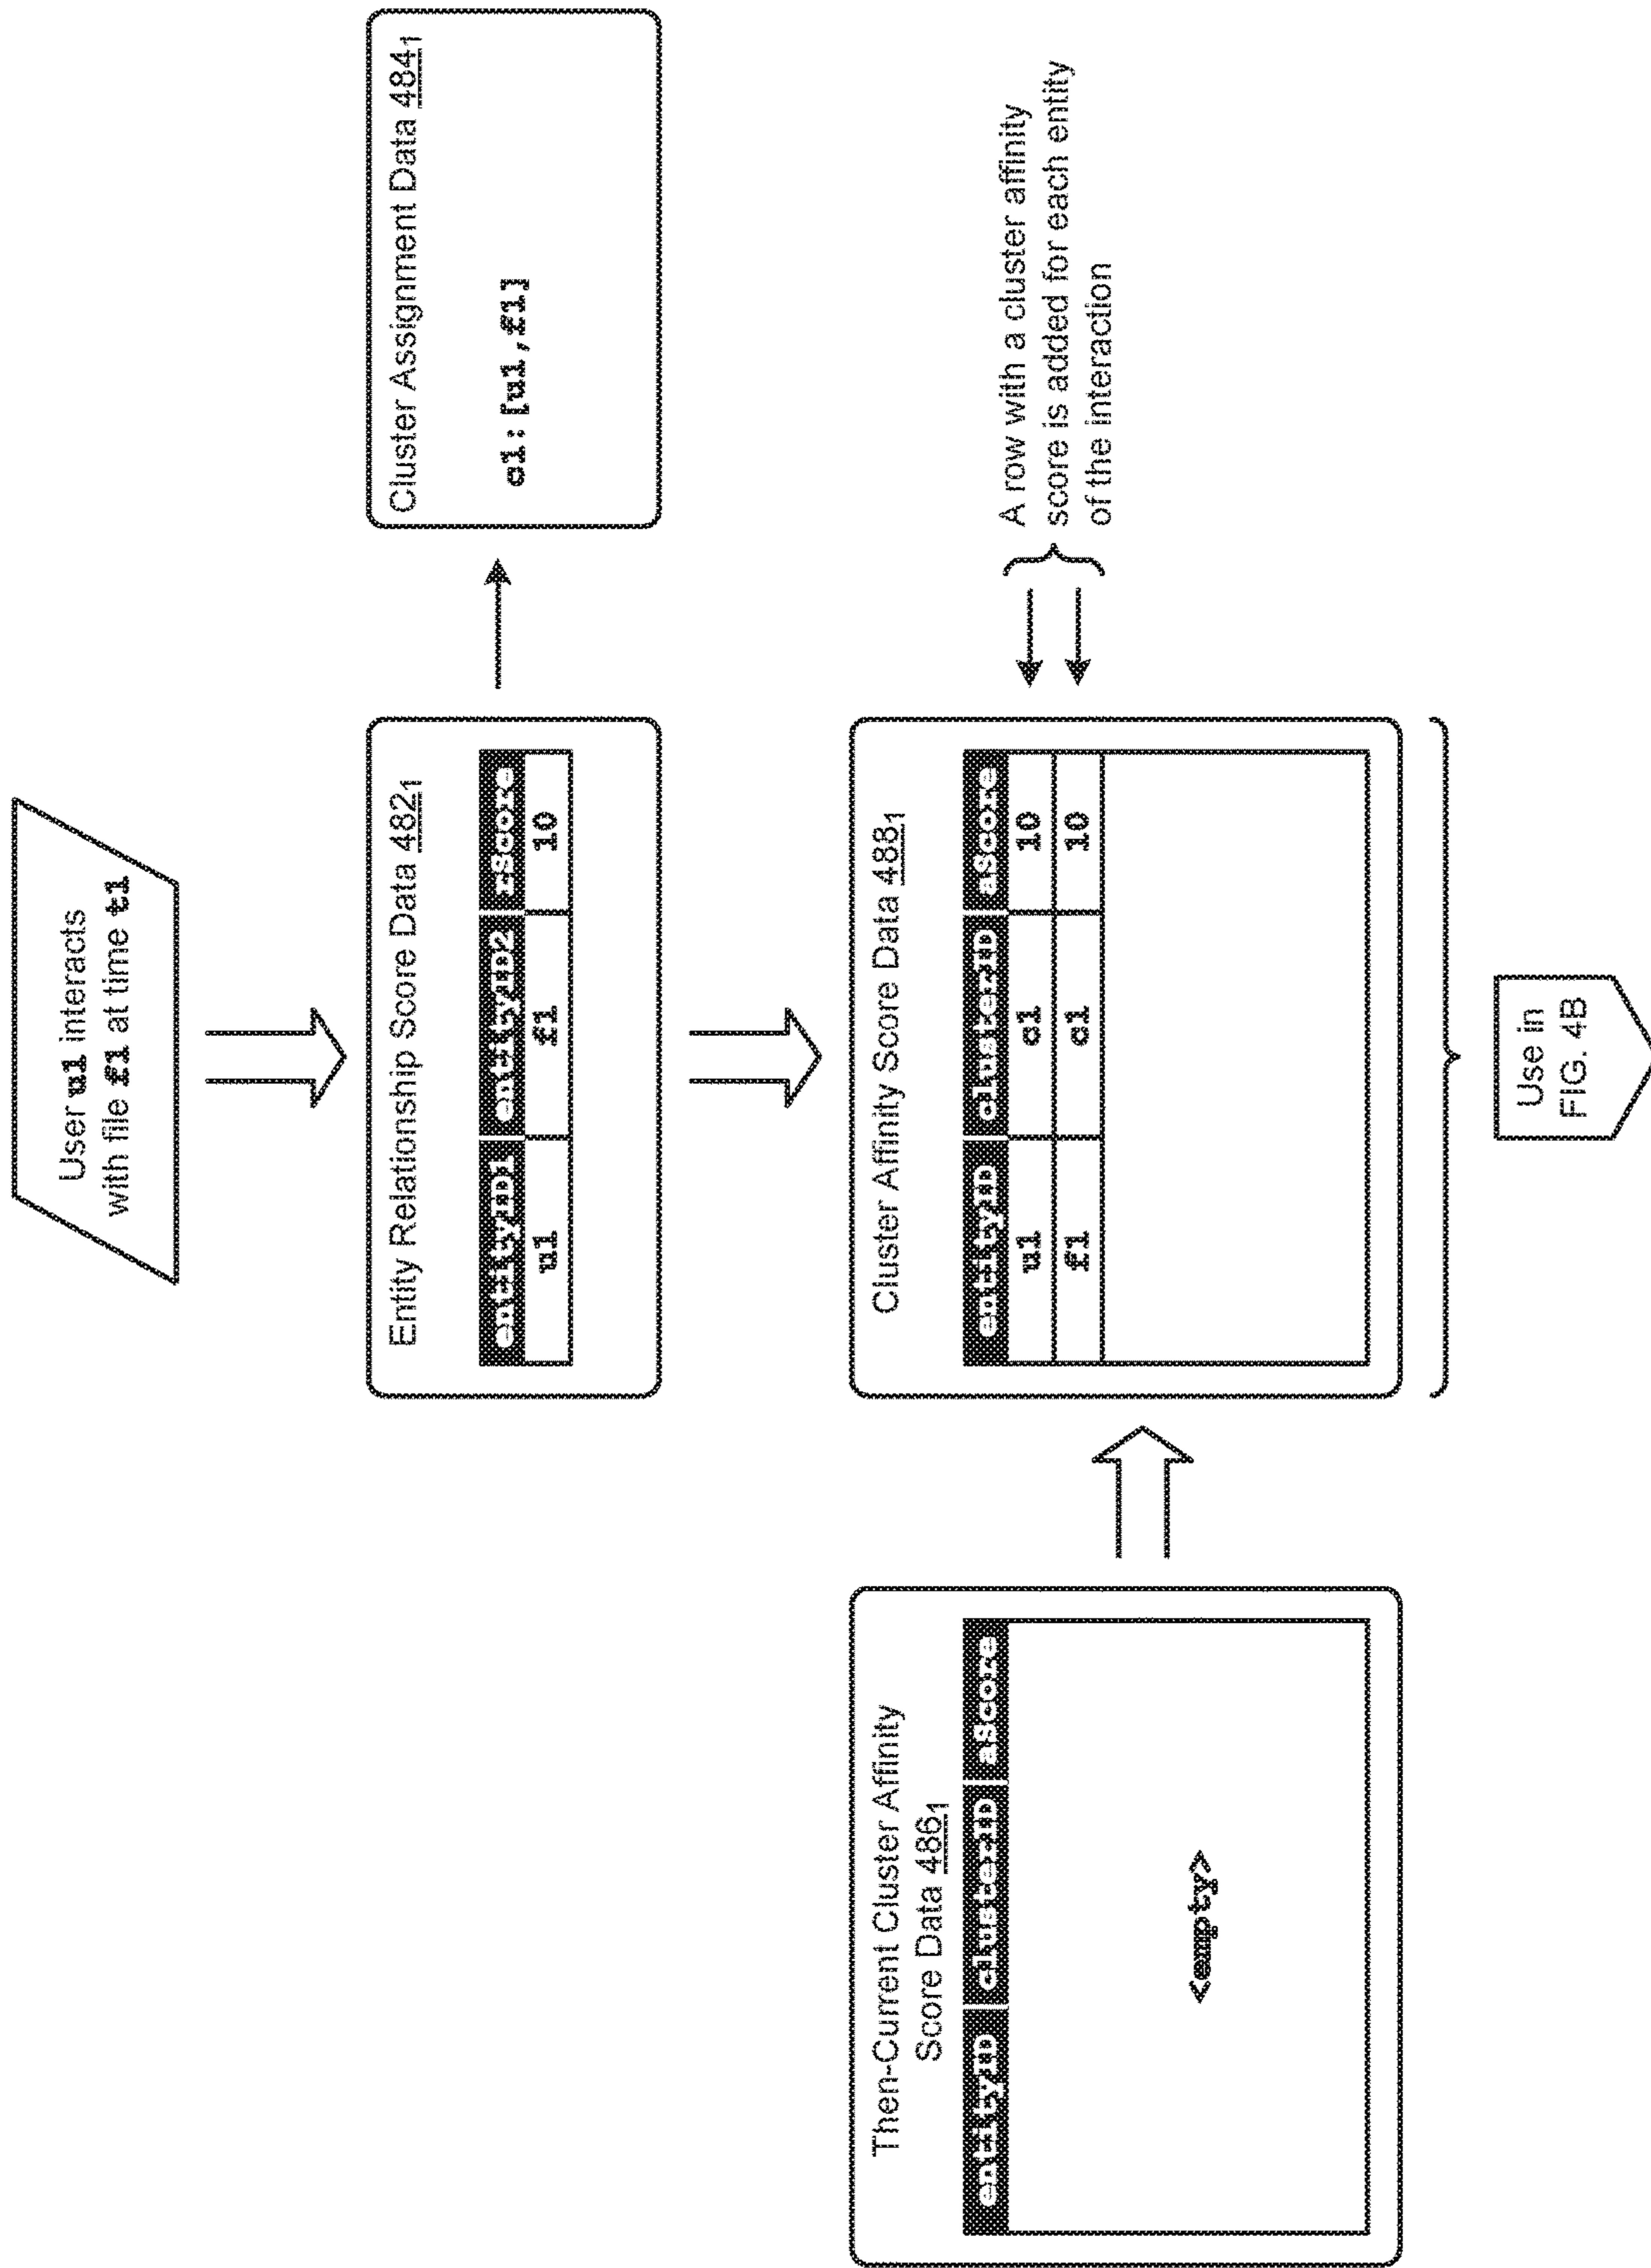 User u1 interacts
with file f1 at time t1
Entity Relationship Score Data 482₁
entityID1 entityID2 rScore
u1 f1 10
Cluster Assignment Data 484₁
c1:[u1,f1]
Then-Current Cluster Affinity
Score Data 486₁
entityID clusterID aScore
<empty>
Cluster Affinity Score Data 488₁
entityID clusterID aScore
u1 c1 10
f1 c1 10
A row with a cluster affinity
score is added for each entity
of the interaction
Use in
FIG. 4B